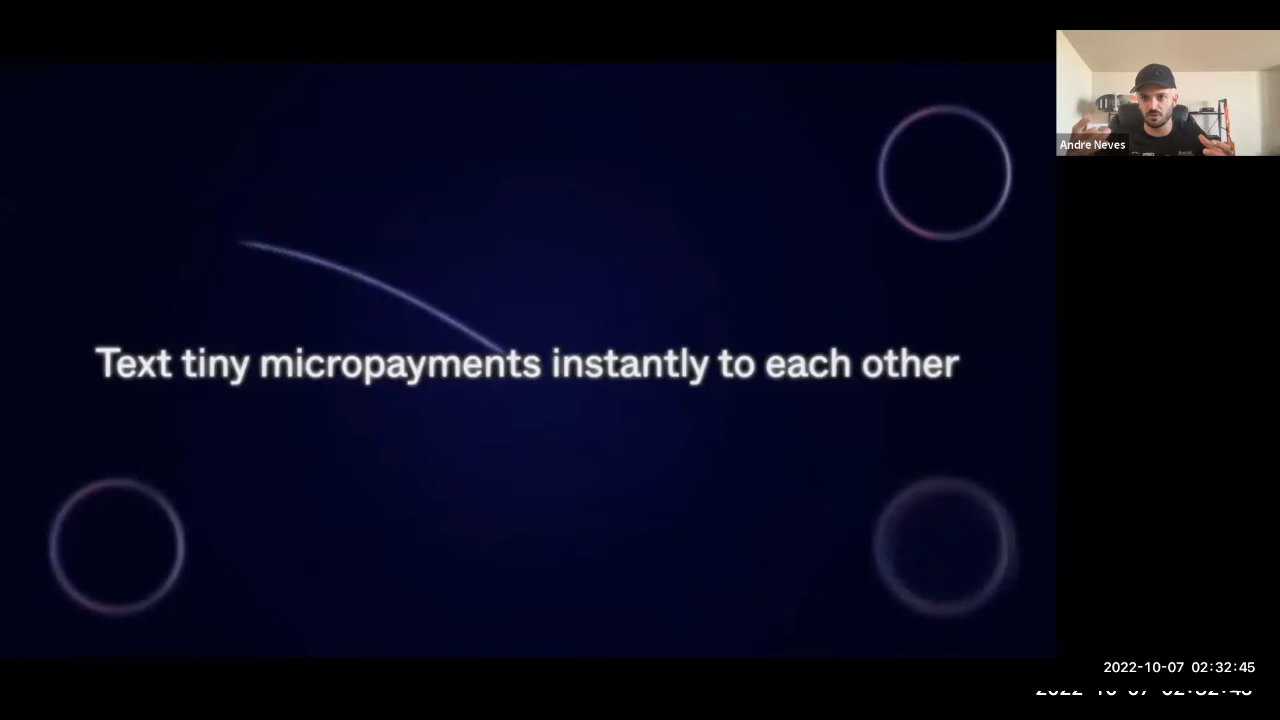 Andre Neves
Text tiny micropayments instantly to each other
2022-10-07 02:32:45